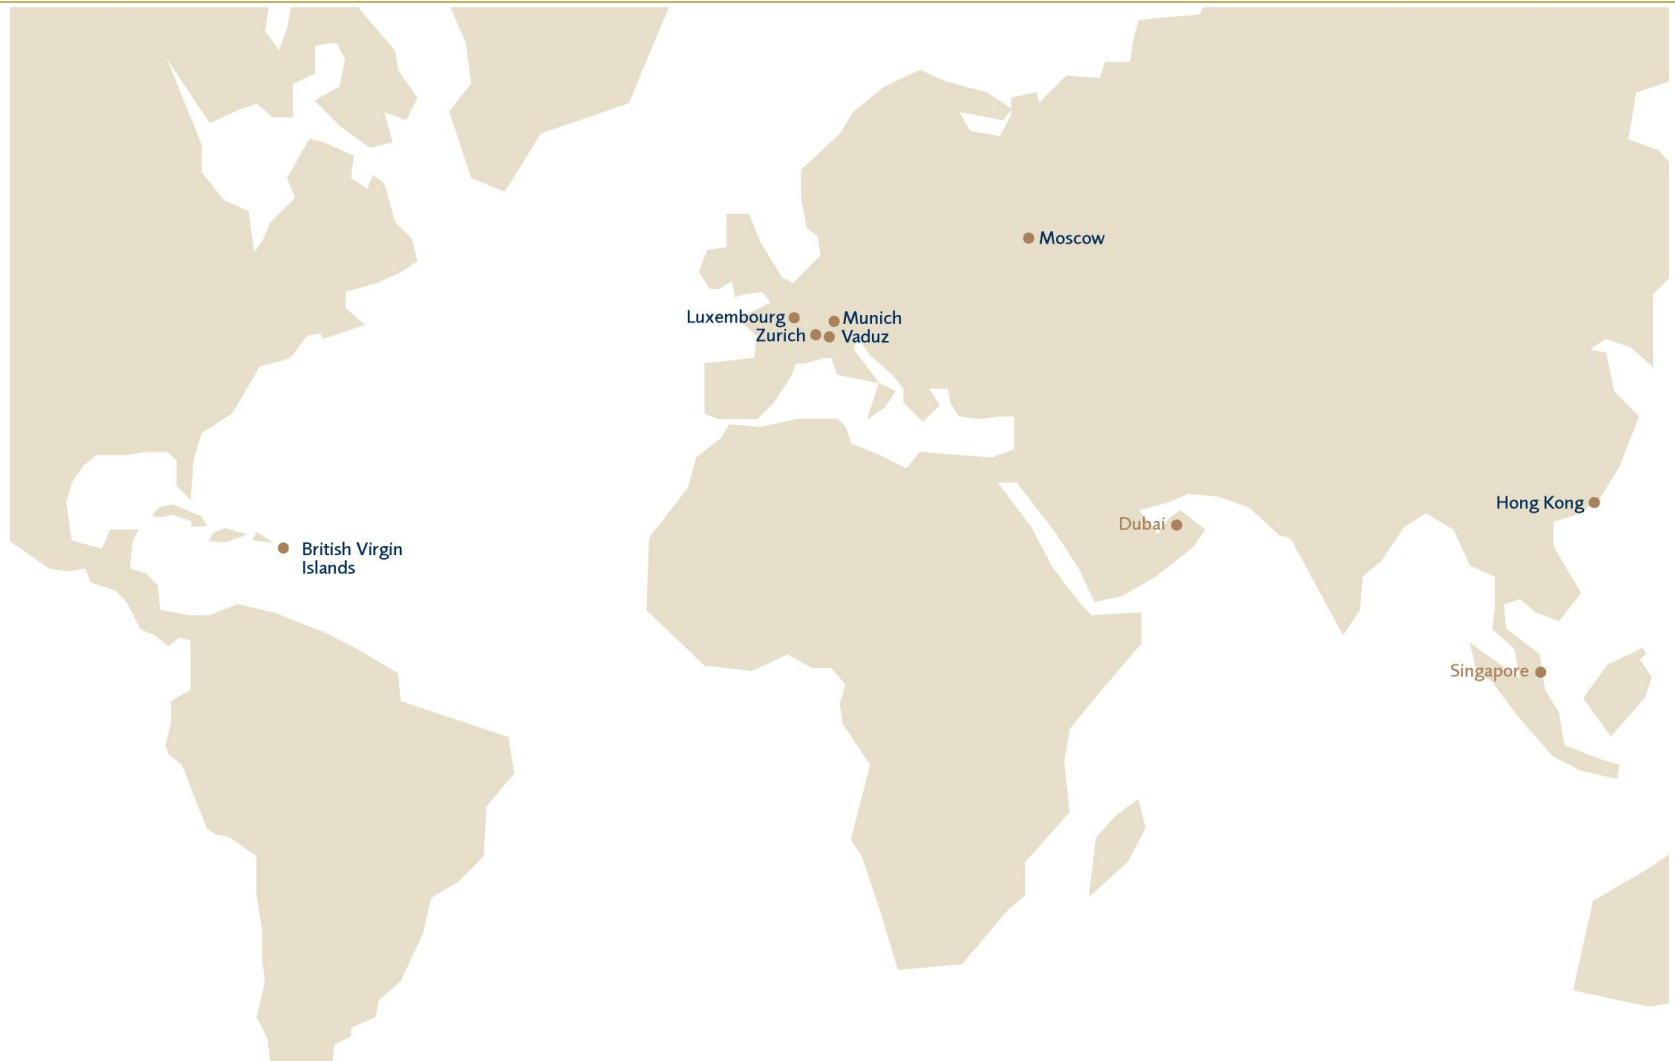 Moscow
Luxembourg
Munich
Zurich
Vaduz
Hong Kong
Dubai
British Virgin
Islands
Singapore